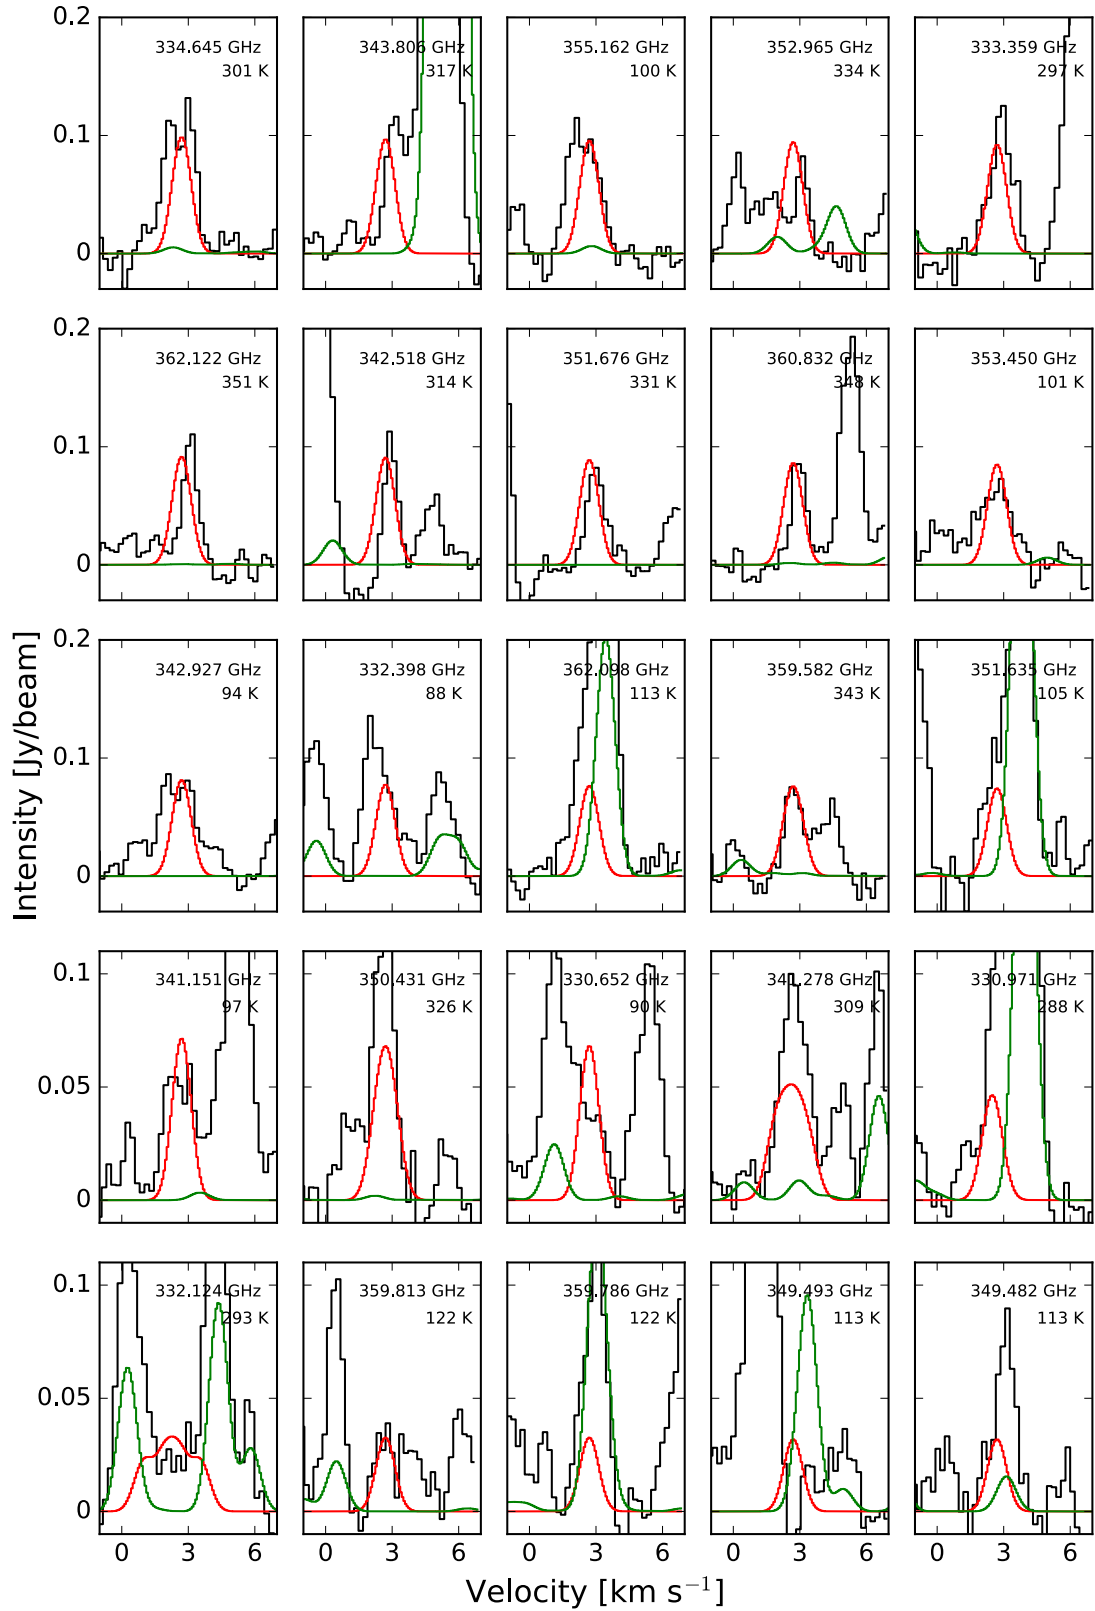 0.2
334.645 GHz
301 K
343.806 GHz
317 K
355.162 GHz
100 K
352.965 GHz
334 K
333.359 GHz
297 K
0.1
0
0.2
362.122 GHz
351 K
342.518 GHz
314 K
351.676 GHz
331 K
360.832 GHz
348 K
353.450 GHz
101 K
0.1
0
0.2
342.927 GHz
94 K
332.398 GHz
88 K
362.098 GHz
113 K
359.582 GHz
343 K
351.635 GHz
105 K
0.1
0
Intensity [Jy/beam]
0.1
341.151 GHz
97 K
350.431 GHz
326 K
330.652 GHz
90 K
309 K
330.971 GHz
288 K
0.05
0
0.1
332.124 GHz
293 K
359.813 GHz
122 K
359.786 GHz
122 K
349.493 GHz
113 K
349.482 GHz
113 K
0.05
0
0 3 6 0 3 6 0 3 6 0 3 6 0 3 6
Velocity [km s⁻¹]